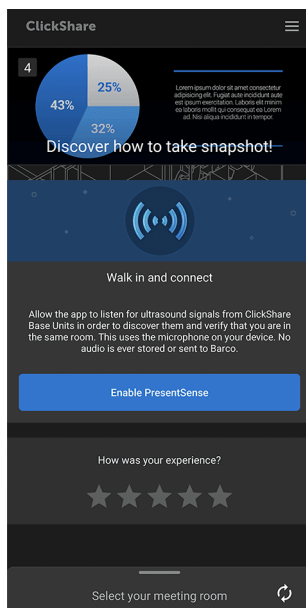 ClickShare
4
25%
43%
32%
Lorem ipsum dolor sit amet consectetur
adipisicing elit. Fugiat aute incididunt aute
est ipsum exercitation. Laboris elit minim
ea laboris mollit qui consequat ea Lorem
ad. Nisi aliqua incididunt in tempor.
Discover how to take snapshot!
Walk in and connect
Allow the app to listen for ultrasound signals from ClickShare
Base Units in order to discover them and verify that you are in
the same room. This uses the microphone on your device. No
audio is ever stored or sent to Barco.
Enable PresentSense
How was your experience?
Select your meeting room